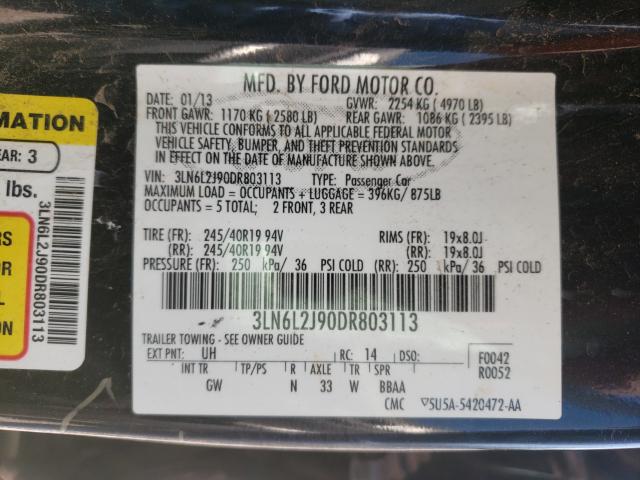 MFD. BY FORD MOTOR CO.
DATE: 01/13 GVWR: 2254 KG ( 4970 LB)
FRONT GAWR: 1170 KG ( 2580 LB) REAR GAWR: 1086 KG ( 2395 LB)
THIS VEHICLE CONFORMS TO ALL APPLICABLE FEDERAL MOTOR
VEHICLE SAFETY, BUMPER, AND THEFT PREVENTION STANDARDS
IN EFFECT ON THE DATE OF MANUFACTURE SHOWN ABOVE.
VIN: 3LN6L2J90DR803113 TYPE: Passenger Car
MAXIMUM LOAD = OCCUPANTS + LUGGAGE = 396KG/ 875LB
OCCUPANTS = 5 TOTAL; 2 FRONT, 3 REAR
TIRE (FR): 245/40R19 94V RIMS (FR): 19x8.0J
(RR): 245/40R19 94V (RR): 19x8.0J
PRESSURE (FR): 250 kPa/ 36 PSI COLD (RR): 250 kPa/ 36 PSI COLD
3LN6L2J90DR803113
TRAILER TOWING - SEE OWNER GUIDE
EXT PNT: UH RC: 14 DSO: F0042
R0052
INT TR TP/PS R AXLE TR SPR
GW N 33 W BBAA
CMC 5U5A-5420472-AA
RMATION
EAR: 3
lbs.
RS
OR
L
ON
3LN6L2J90DR803113